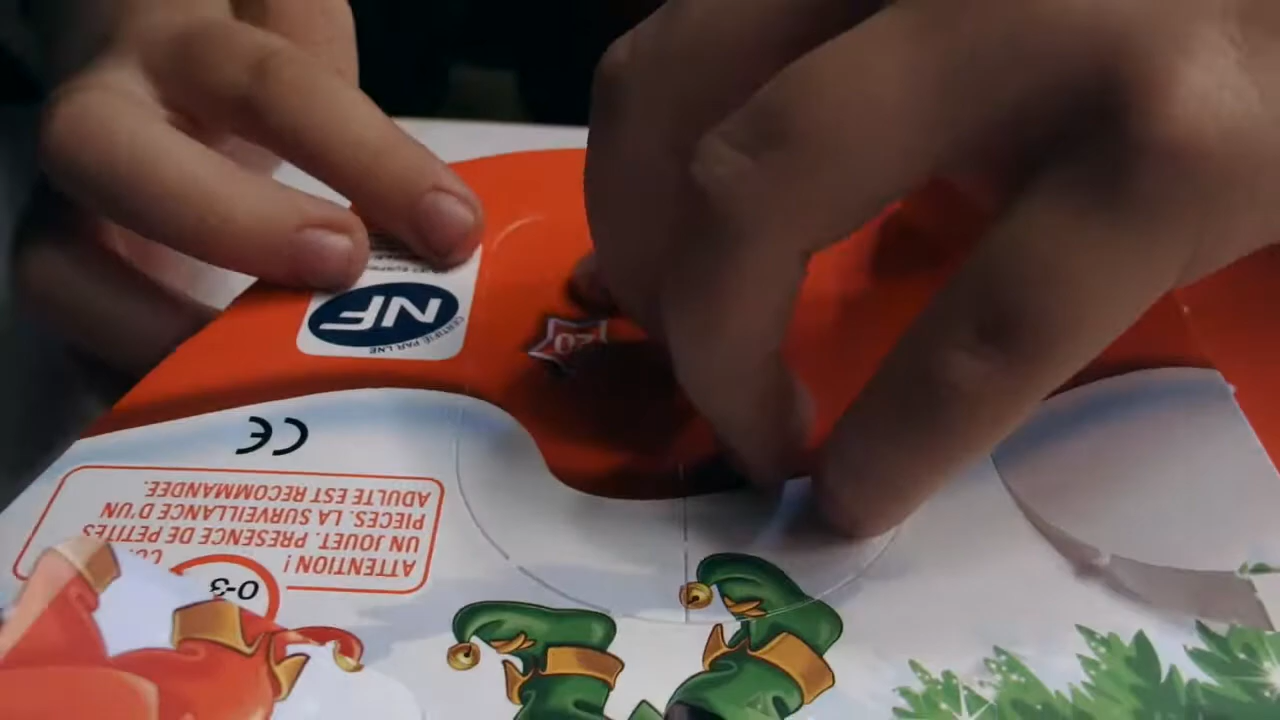 ATTENTION !
UN JOUET. PRESENCE DE PETITES
PIECES. LA SURVEILLANCE D'UN
ADULTE EST RECOMMANDEE.
0-3
CE
CERTIFIÉ PAR LNE
NF
20